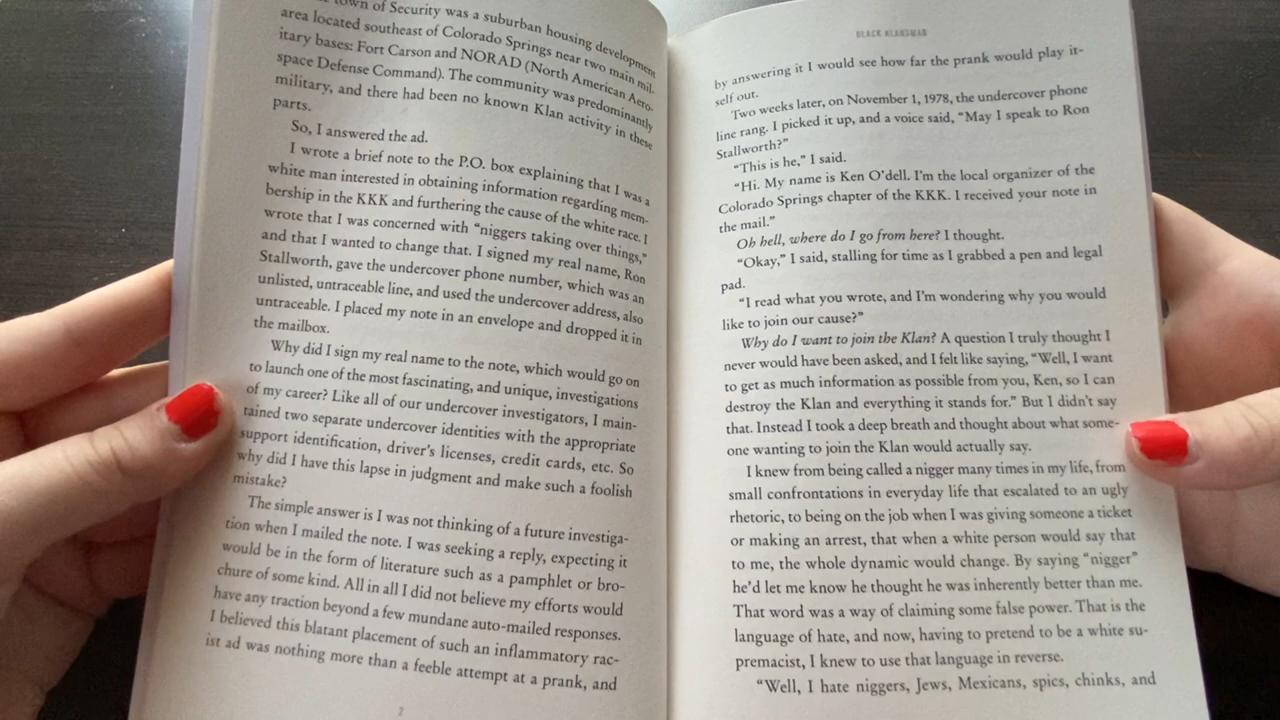 town of Security was a suburban housing development
area located southeast of Colorado Springs near two main mil-
itary bases: Fort Carson and NORAD (North American Aero-
space Defense Command). The community was predominantly
military, and there had been no known Klan activity in these
parts.
So, I answered the ad.
I wrote a brief note to the P.O. box explaining that I was a
white man interested in obtaining information regarding mem-
bership in the KKK and furthering the cause of the white race. I
wrote that I was concerned with “niggers taking over things,”
and that I wanted to change that. I signed my real name, Ron
Stallworth, gave the undercover phone number, which was an
unlisted, untraceable line, and used the undercover address, also
untraceable. I placed my note in an envelope and dropped it in
the mailbox.
Why did I sign my real name to the note, which would go on
to launch one of the most fascinating, and unique, investigations
of my career? Like all of our undercover investigators, I main-
tained two separate undercover identities with the appropriate
support identification, driver’s licenses, credit cards, etc. So
why did I have this lapse in judgment and make such a foolish
mistake?
The simple answer is I was not thinking of a future investiga-
tion when I mailed the note. I was seeking a reply, expecting it
would be in the form of literature such as a pamphlet or bro-
chure of some kind. All in all I did not believe my efforts would
have any traction beyond a few mundane auto-mailed responses.
I believed this blatant placement of such an inflammatory rac-
ist ad was nothing more than a feeble attempt at a prank, and
2
BLACK KLANSMAN
by answering it I would see how far the prank would play it-
self out.
Two weeks later, on November 1, 1978, the undercover phone
line rang. I picked it up, and a voice said, “May I speak to Ron
Stallworth?”
“This is he,” I said.
“Hi. My name is Ken O’dell. I’m the local organizer of the
Colorado Springs chapter of the KKK. I received your note in
the mail.”
Oh hell, where do I go from here? I thought.
“Okay,” I said, stalling for time as I grabbed a pen and legal
pad.
“I read what you wrote, and I’m wondering why you would
like to join our cause?”
Why do I want to join the Klan? A question I truly thought I
never would have been asked, and I felt like saying, “Well, I want
to get as much information as possible from you, Ken, so I can
destroy the Klan and everything it stands for.” But I didn’t say
that. Instead I took a deep breath and thought about what some-
one wanting to join the Klan would actually say.
I knew from being called a nigger many times in my life, from
small confrontations in everyday life that escalated to an ugly
rhetoric, to being on the job when I was giving someone a ticket
or making an arrest, that when a white person would say that
to me, the whole dynamic would change. By saying “nigger”
he’d let me know he thought he was inherently better than me.
That word was a way of claiming some false power. That is the
language of hate, and now, having to pretend to be a white su-
premacist, I knew to use that language in reverse.
“Well, I hate niggers, Jews, Mexicans, spics, chinks, and